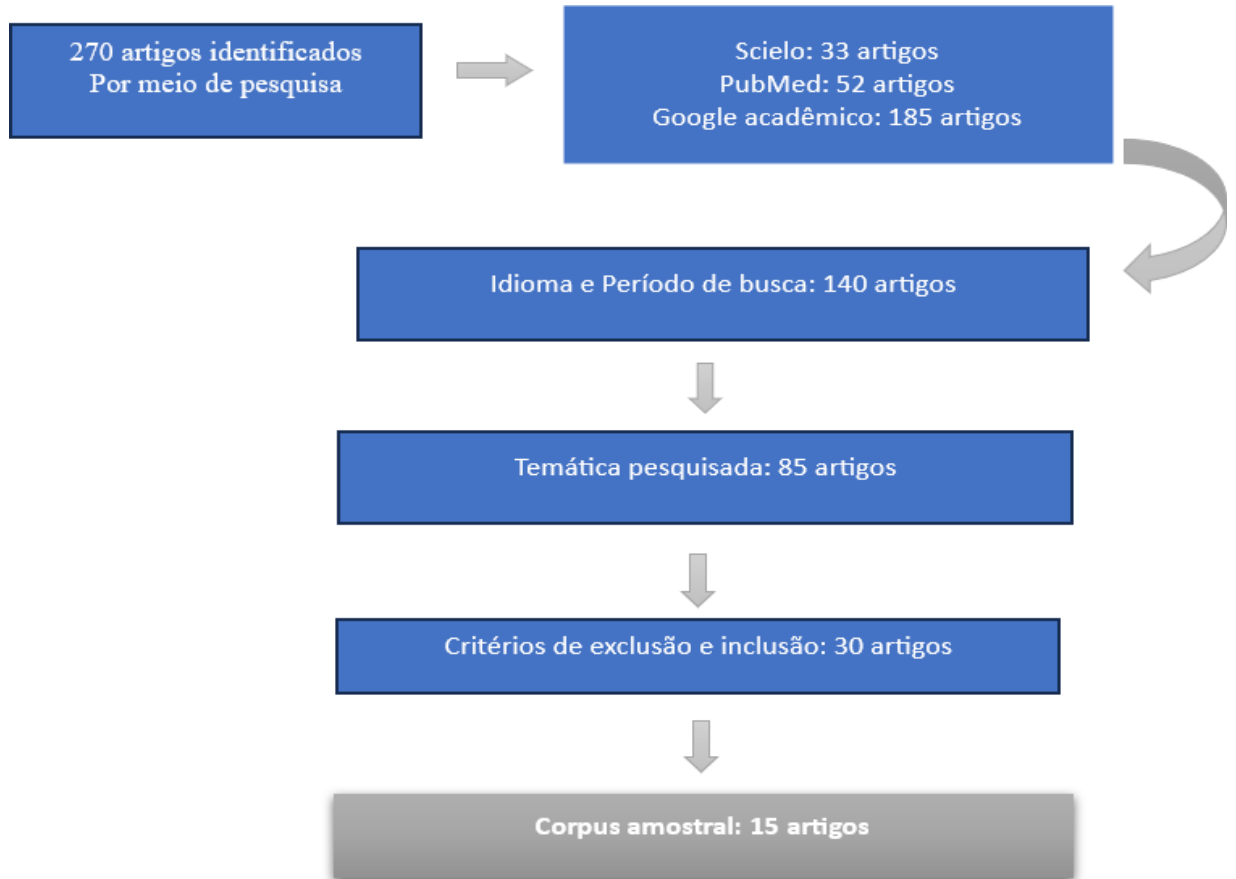 270 artigos identificados
Por meio de pesquisa
Scielo: 33 artigos
PubMed: 52 artigos
Google acadêmico: 185 artigos
Idioma e Período de busca: 140 artigos
Temática pesquisada: 85 artigos
Critérios de exclusão e inclusão: 30 artigos
Corpus amostral: 15 artigos